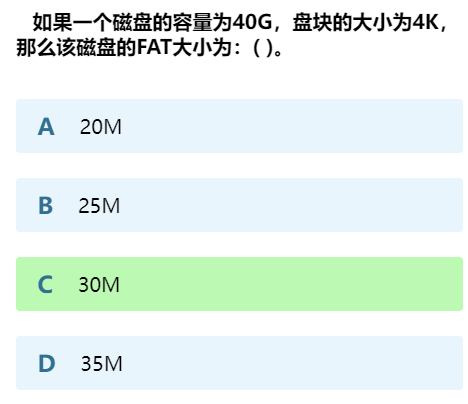 如果一个磁盘的容量为40G，盘块的大小为4K，
那么该磁盘的FAT大小为：( )。
A 20M
B 25M
C 30M
D 35M